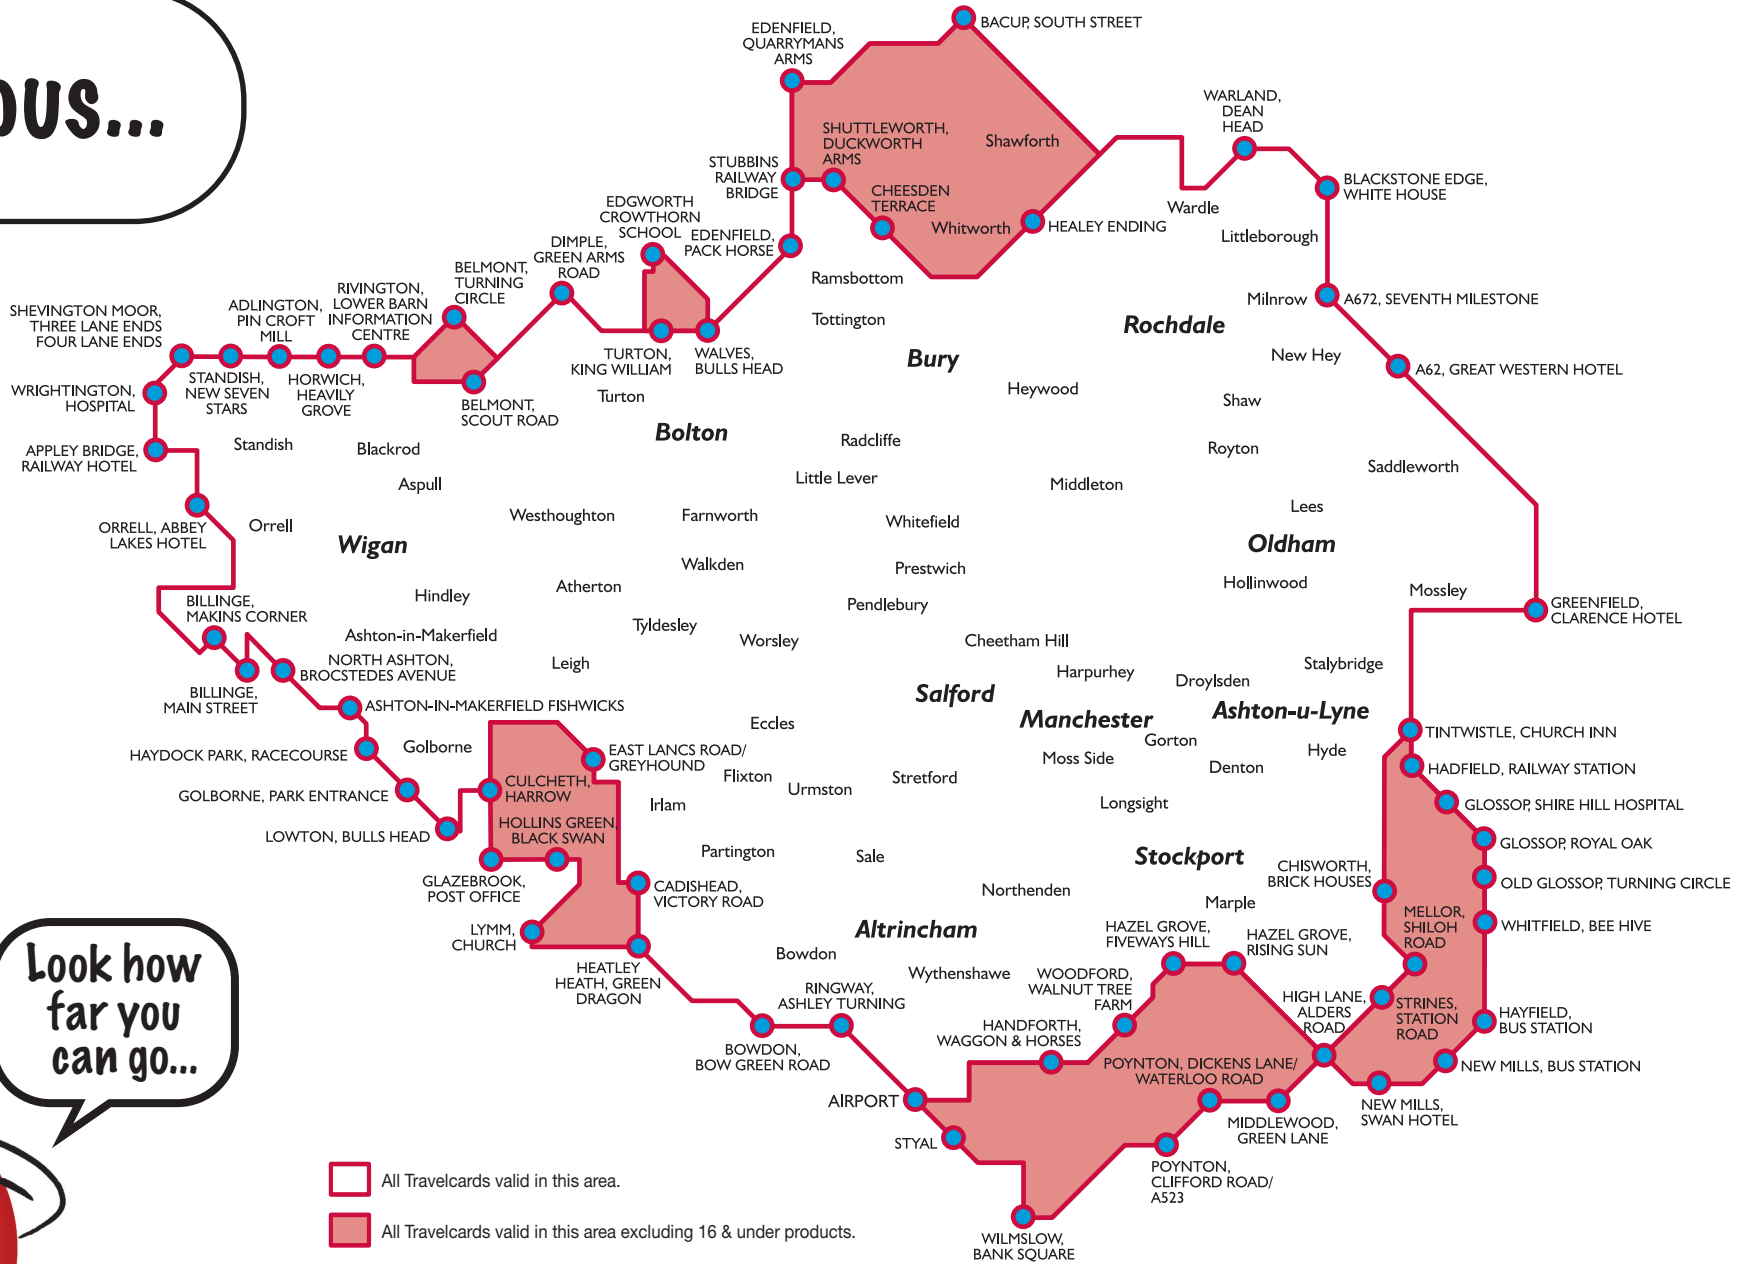 OUS...
BACUP, SOUTH STREET
EDENFIELD,
QUARRYMANS
ARMS
WARLAND,
DEAN
HEAD
SHUTTLEWORTH,
DUCKWORTH
ARMS
Shawforth
STUBBINS
RAILWAY
BRIDGE
BLACKSTONE EDGE,
WHITE HOUSE
CHEESDEN
TERRACE
EDGWORTH
CROWTHORN
SCHOOL
Wardle
Whitworth
HEALEY ENDING
EDENFIELD,
PACK HORSE
Littleborough
DIMPLE,
GREEN ARMS
ROAD
BELMONT,
TURNING
CIRCLE
Ramsbottom
RIVINGTON,
LOWER BARN
INFORMATION
CENTRE
Milnrow
A672, SEVENTH MILESTONE
ADLINGTON,
PIN CROFT
MILL
SHEVINGTON MOOR,
THREE LANE ENDS
FOUR LANE ENDS
Tottington
Rochdale
TURTON,
KING WILLIAM
WALVES,
BULLS HEAD
Bury
New Hey
A62, GREAT WESTERN HOTEL
STANDISH,
NEW SEVEN
STARS
HORWICH,
HEAVILY
GROVE
WRIGHTINGTON,
HOSPITAL
Turton
Heywood
Shaw
BELMONT,
SCOUT ROAD
Bolton
Radcliffe
Royton
Standish
Blackrod
APPLEY BRIDGE,
RAILWAY HOTEL
Saddleworth
Aspull
Little Lever
Middleton
Lees
Westhoughton
Farnworth
Whitefield
ORRELL, ABBEY
LAKES HOTEL
Orrell
Wigan
Oldham
Walkden
Prestwich
Hollinwood
Atherton
Mossley
Hindley
BILLINGE,
MAKINS CORNER
Pendlebury
GREENFIELD,
CLARENCE HOTEL
Tyldesley
Ashton-in-Makerfield
Worsley
Cheetham Hill
NORTH ASHTON,
BROCSTEDES AVENUE
Leigh
Stalybridge
Harpurhey
Droylsden
BILLINGE,
MAIN STREET
Salford
ASHTON-IN-MAKERFIELD FISHWICKS
Manchester
Ashton-u-Lyne
Eccles
TINTWISTLE, CHURCH INN
Gorton
HAYDOCK PARK, RACECOURSE
Golborne
EAST LANCS ROAD/
GREYHOUND
Moss Side
Hyde
Denton
HADFIELD, RAILWAY STATION
Flixton
Stretford
CULCHETH,
HARROW
Urmston
GOLBORNE, PARK ENTRANCE
Irlam
Longsight
GLOSSOP, SHIRE HILL HOSPITAL
LOWTON, BULLS HEAD
HOLLINS GREEN,
BLACK SWAN
GLOSSOP, ROYAL OAK
Partington
Sale
Stockport
CHISWORTH,
BRICK HOUSES
GLAZEBROOK,
POST OFFICE
CADISHEAD,
VICTORY ROAD
Northenden
OLD GLOSSOP, TURNING CIRCLE
Marple
MELLOR,
SHILOH
ROAD
WHITFIELD, BEE HIVE
LYMM,
CHURCH
Altrincham
HAZEL GROVE,
FIVEWAYS HILL
HAZEL GROVE,
RISING SUN
Look how
far you
can go...
Bowdon
HEATLEY
HEATH, GREEN
DRAGON
Wythenshawe
WOODFORD,
WALNUT TREE
FARM
RINGWAY,
ASHLEY TURNING
HIGH LANE,
ALDERS
ROAD
STRINES,
STATION
ROAD
HAYFIELD,
BUS STATION
HANDFORTH,
WAGGON & HORSES
BOWDON,
BOW GREEN ROAD
POYNTON, DICKENS LANE/
WATERLOO ROAD
NEW MILLS, BUS STATION
AIRPORT
NEW MILLS,
SWAN HOTEL
MIDDLEWOOD,
GREEN LANE
STYAL
POYNTON,
CLIFFORD ROAD/
A523
All Travelcards valid in this area.
All Travelcards valid in this area excluding 16 & under products.
WILMSLOW,
BANK SQUARE